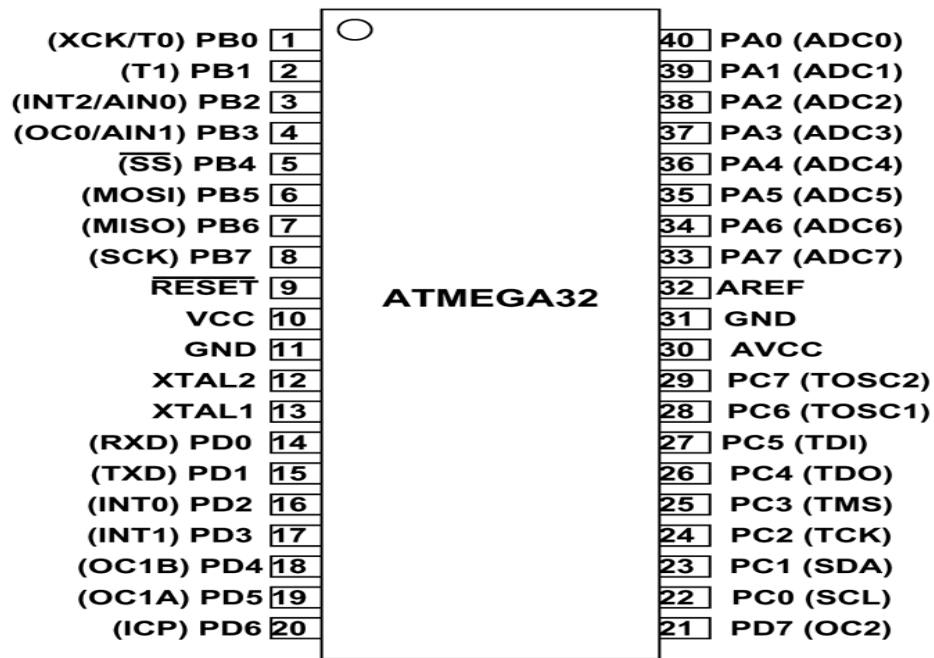 (XCK/T0) PB0 1 40 PA0 (ADC0)
(T1) PB1 2 39 PA1 (ADC1)
(INT2/AIN0) PB2 3 38 PA2 (ADC2)
(OC0/AIN1) PB3 4 37 PA3 (ADC3)
(S̅S̅) PB4 5 36 PA4 (ADC4)
(MOSI) PB5 6 35 PA5 (ADC5)
(MISO) PB6 7 34 PA6 (ADC6)
(SCK) PB7 8 33 PA7 (ADC7)
R̅E̅S̅E̅T̅ 9 32 AREF
ATMEGA32
VCC 10 31 GND
GND 11 30 AVCC
XTAL2 12 29 PC7 (TOSC2)
XTAL1 13 28 PC6 (TOSC1)
(RXD) PD0 14 27 PC5 (TDI)
(TXD) PD1 15 26 PC4 (TDO)
(INT0) PD2 16 25 PC3 (TMS)
(INT1) PD3 17 24 PC2 (TCK)
(OC1B) PD4 18 23 PC1 (SDA)
(OC1A) PD5 19 22 PC0 (SCL)
(ICP) PD6 20 21 PD7 (OC2)